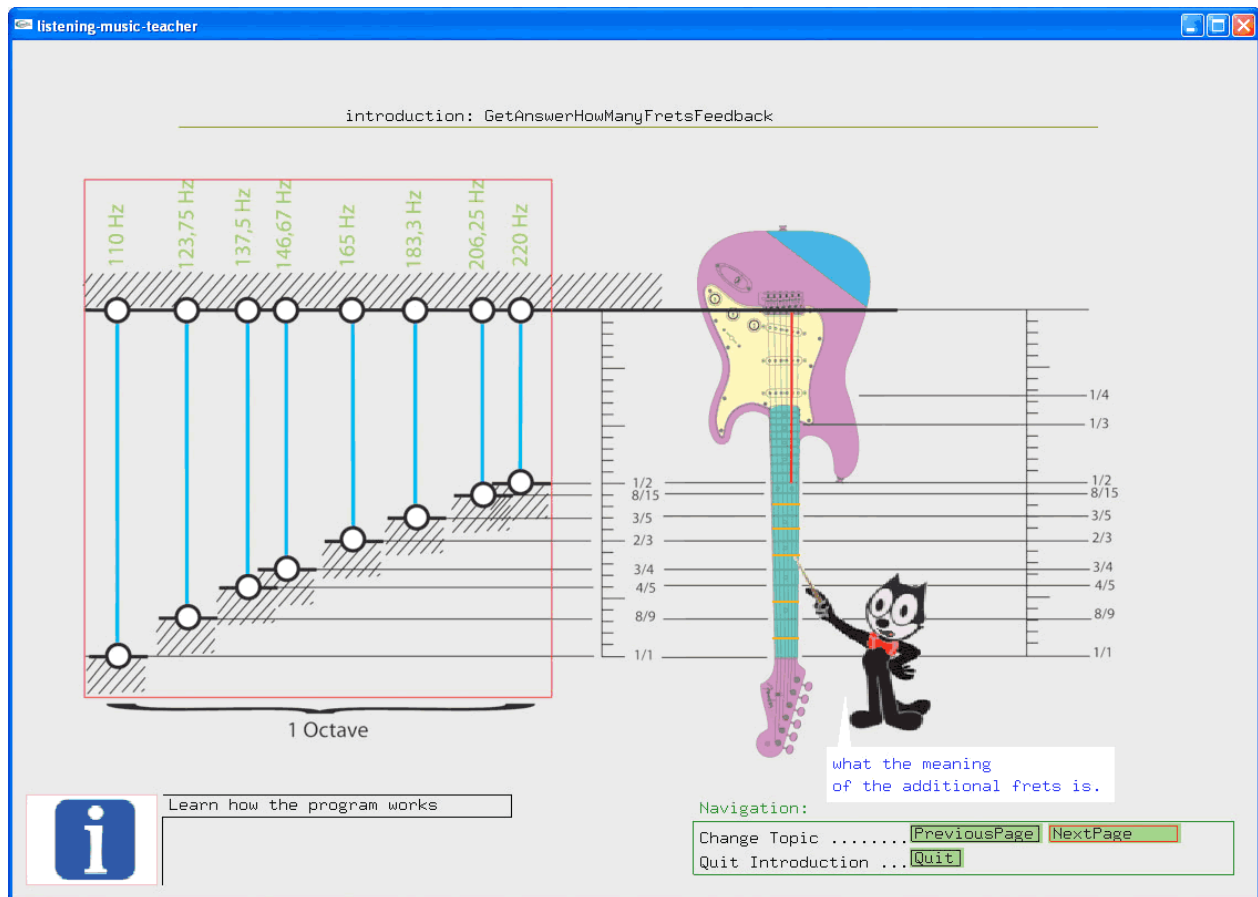 listening-music-teacher
introduction: GetAnswerHowManyFretsFeedback
110 Hz
123,75 Hz
137,5 Hz
146,67 Hz
165 Hz
183,3 Hz
206,25 Hz
220 Hz
1/4
1/3
1/2 1/2
8/15 8/15
3/5 3/5
2/3 2/3
3/4 3/4
4/5 4/5
8/9 8/9
1/1 1/1
1 Octave
what the meaning
of the additional frets is.
Learn how the program works
Navigation:
Change Topic ........ PreviousPage NextPage
Quit Introduction ... Quit